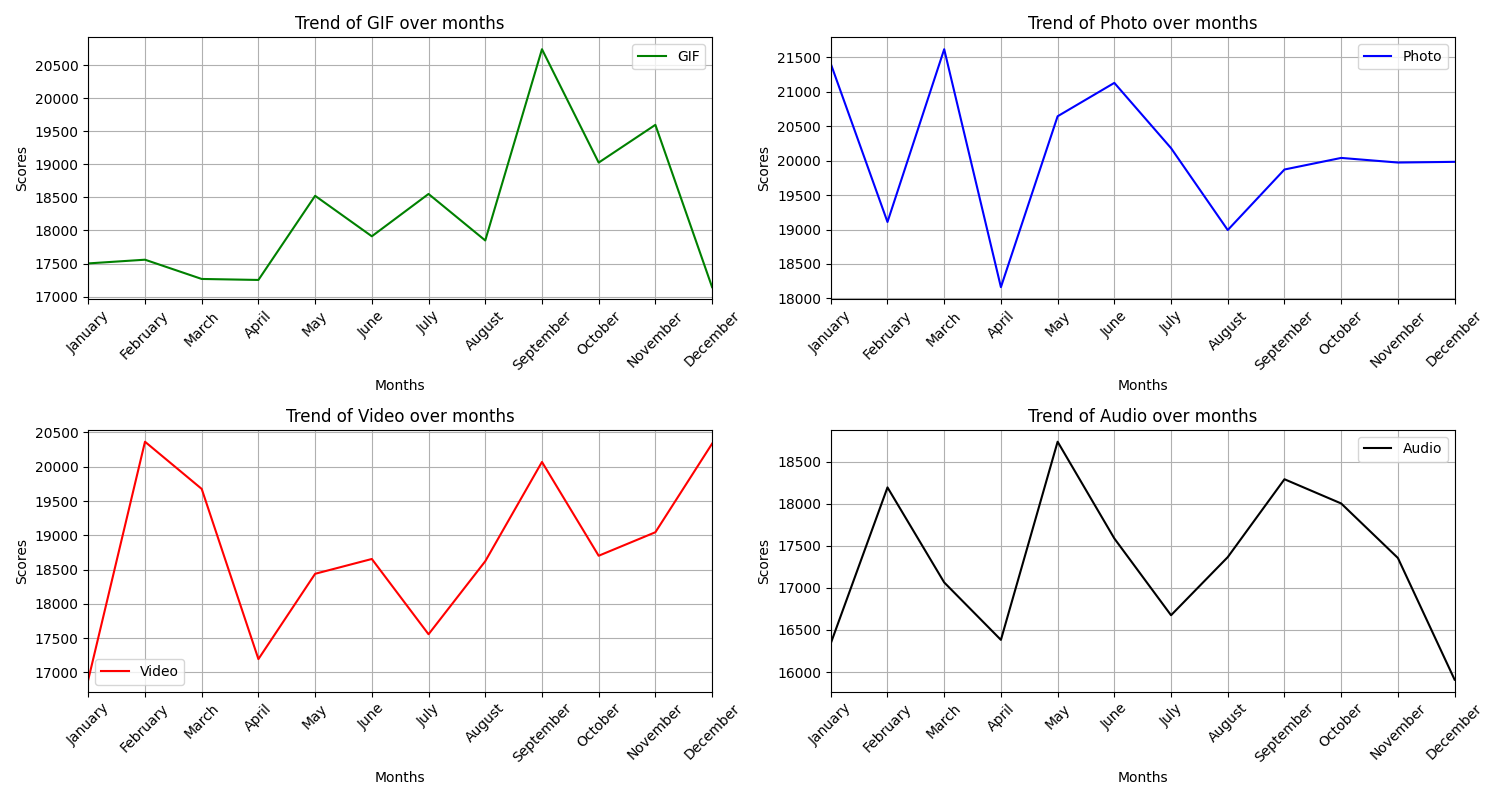 Trend of GIF over months
GIF
Scores
20500
20000
19500
19000
18500
18000
17500
17000
January
February
March
April
May
June
July
August
September
October
November
December
Months
Trend of Photo over months
Photo
Scores
21500
21000
20500
20000
19500
19000
18500
18000
January
February
March
April
May
June
July
August
September
October
November
December
Months
Trend of Video over months
Video
Scores
20500
20000
19500
19000
18500
18000
17500
17000
January
February
March
April
May
June
July
August
September
October
November
December
Months
Trend of Audio over months
Audio
Scores
18500
18000
17500
17000
16500
16000
January
February
March
April
May
June
July
August
September
October
November
December
Months